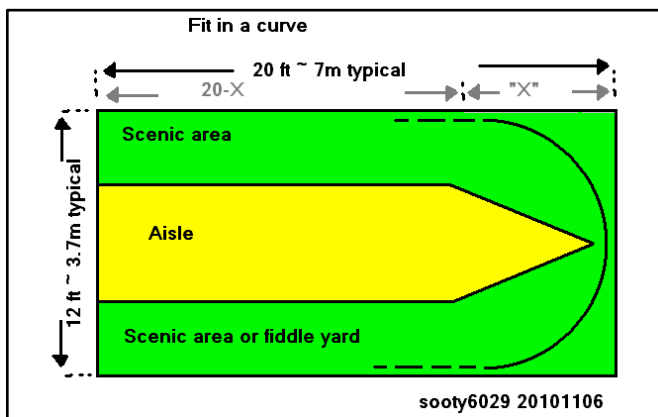 Fit in a curve
20 ft ~ 7m typical
20-X
"X"
Scenic area
12 ft ~ 3.7m typical
Aisle
Scenic area or fiddle yard
sooty6029 20101106